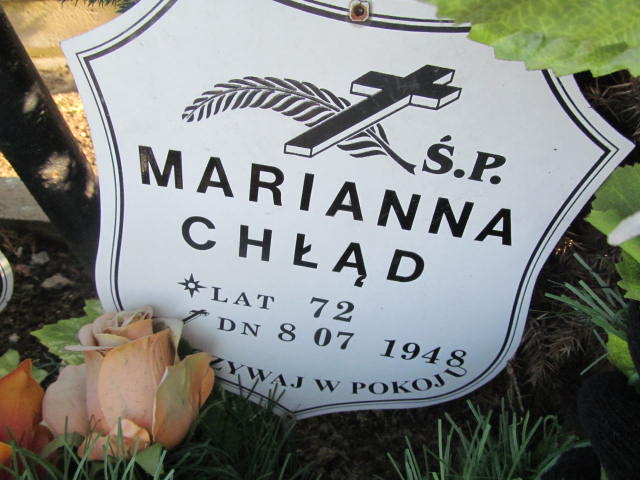 Ś.P.
MARIANNA
CHŁĄD
LAT 72
DN 8 07 1948
ZYWAJ W POKOJU